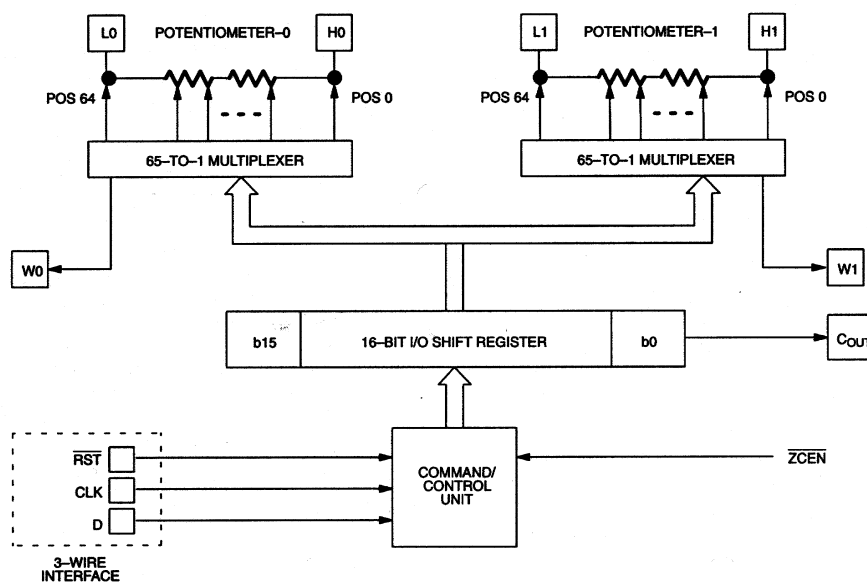 L0 POTENTIOMETER–0 H0
L1 POTENTIOMETER–1 H1
POS 64 POS 0
POS 64 POS 0
65–TO–1 MULTIPLEXER
65–TO–1 MULTIPLEXER
W0
W1
b15 16–BIT I/O SHIFT REGISTER b0
COUT
RST
CLK
D
COMMAND/
CONTROL
UNIT
ZCEN
3–WIRE
INTERFACE